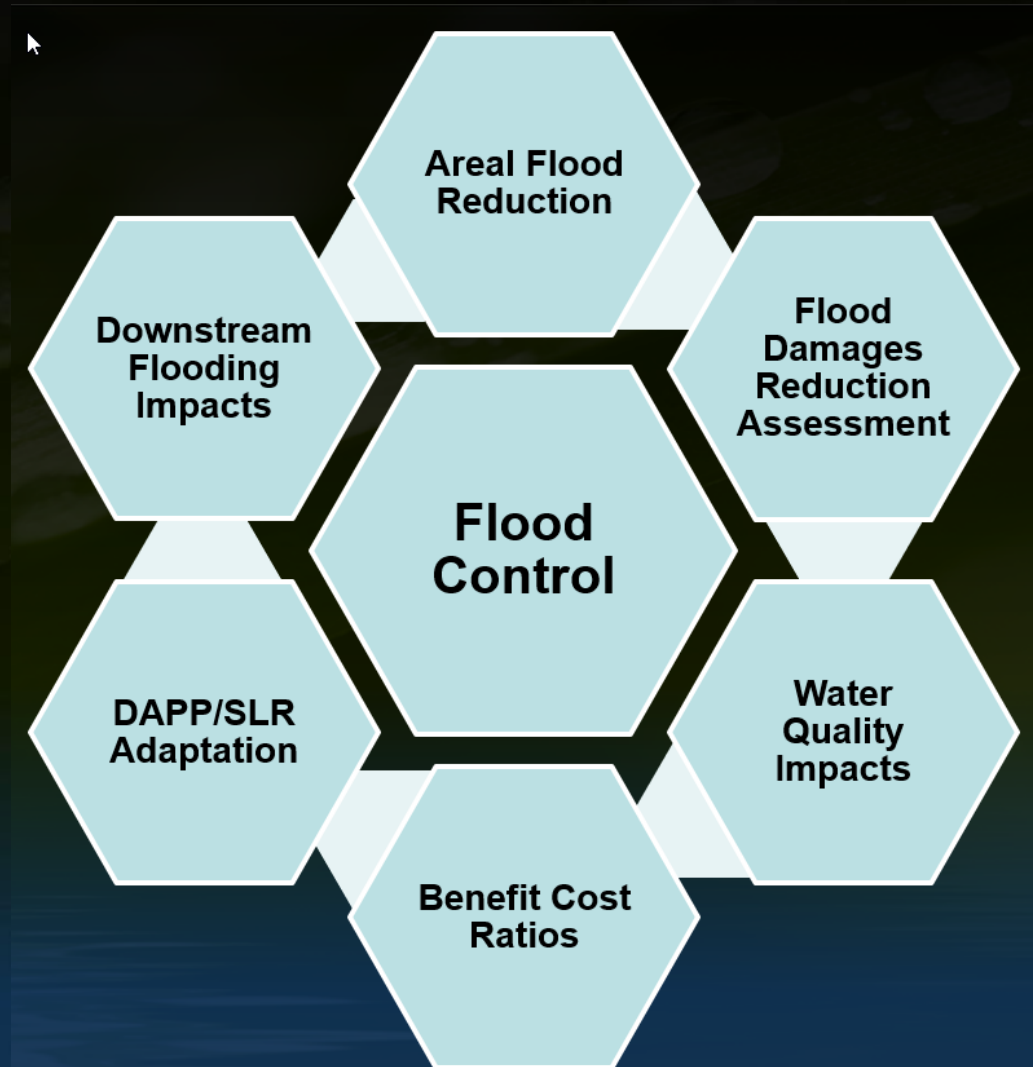 Areal Flood
Reduction
Downstream
Flooding
Impacts
Flood
Damages
Reduction
Assessment
Flood
Control
DAPP/SLR
Adaptation
Water
Quality
Impacts
Benefit Cost
Ratios